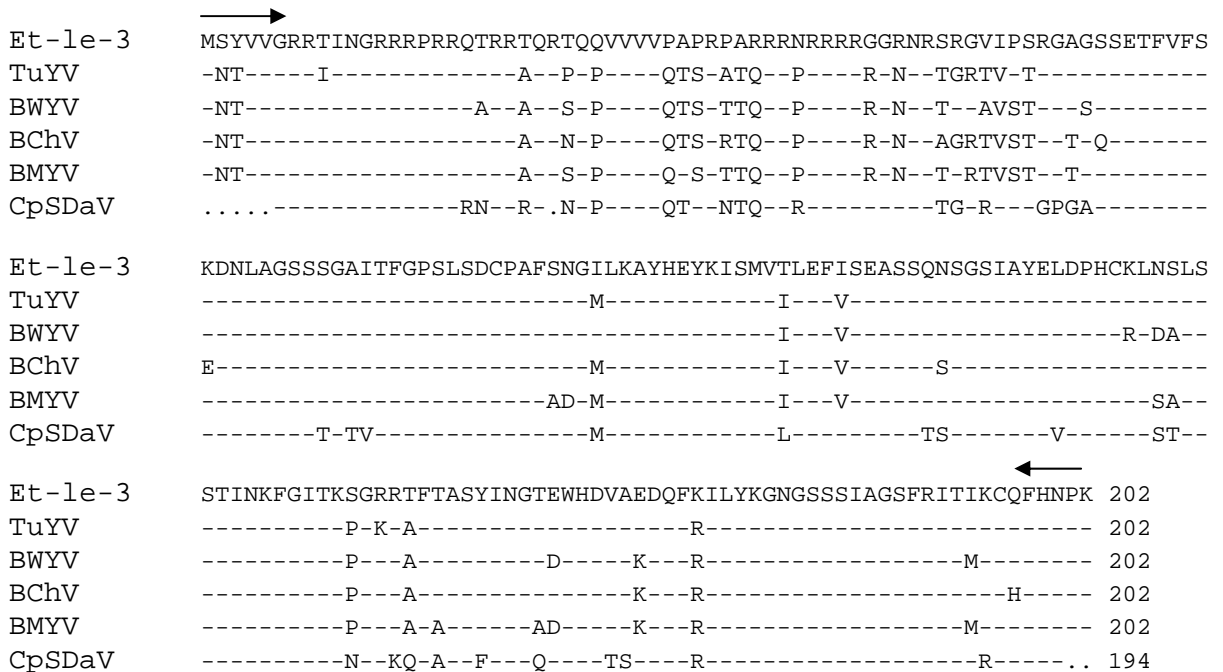 Et-le-3 MSYVVGRRTINGRRRPRRQTRRTQRTQQVVVVPAPRPARRRNRRRRGGRNRSRGVIPSRGAGSSETFVFS
TuYV -NT-----I-------------A--P-P----QTS-ATQ--P----R-N--TGRTV-T------------
BWYV -NT----------------A--A--S-P----QTS-TTQ--P----R-N--T--AVST---S--------
BChV -NT-------------------A--N-P----QTS-RTQ--P----R-N--AGRTVST--T-Q-------
BMYV -NT-------------------A--S-P----Q-S-TTQ--P----R-N--T-RTVST--T---------
CpSDaV .....-------------RN--R-.N-P----QT--NTQ--R---------TG-R---GPGA--------
Et-le-3 KDNLAGSSSGAITFGPSLSDCPAFSNGILKAYHEYKISMVTLEFISEASSQNSGSIAYELDPHCKLNSLS
TuYV ---------------------------M------------I---V-------------------------
BWYV ----------------------------------------I---V-------------------R-DA--
BChV E--------------------------M------------I---V------S------------------
BMYV ------------------------AD-M------------I---V---------------------SA--
CpSDaV --------T-TV---------------M------------L---------TS-------V------ST--
Et-le-3 STINKFGITKSGRRTFTASYINGTEWHDVAEDQFKILYKGNGSSSIAGSFRITIKCQFHNPK 202
TuYV ----------P-K-A-------------------R--------------------------- 202
BWYV ----------P---A---------D-----K---R------------------M-------- 202
BChV ----------P---A---------------K---R---------------------H----- 202
BMYV ----------P---A-A------AD-----K---R------------------M-------- 202
CpSDaV ----------N--KQ-A--F---Q----TS----R-------------------R-----.. 194